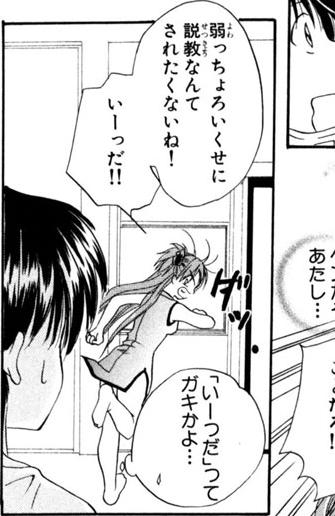 弱っちょろいくせに
説教なんて
されたくないね!
いーっだ!!
ダッ
「いーっだ」って
ガキかよ…
あたし…